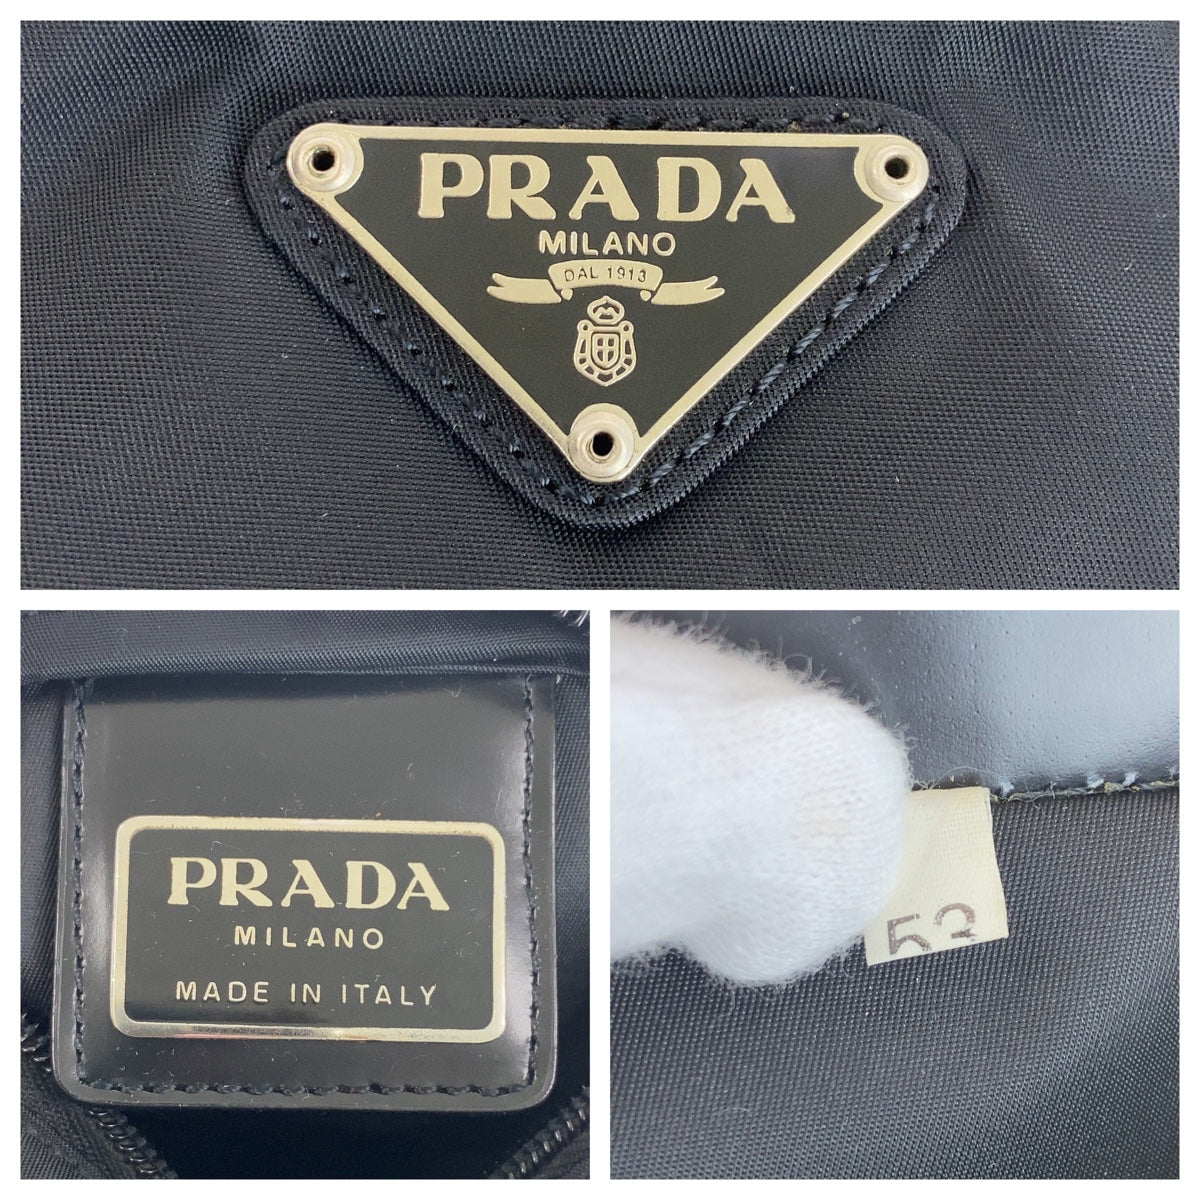 PRADA
MILANO
DAL 1913
PRADA
MILANO
MADE IN ITALY
53